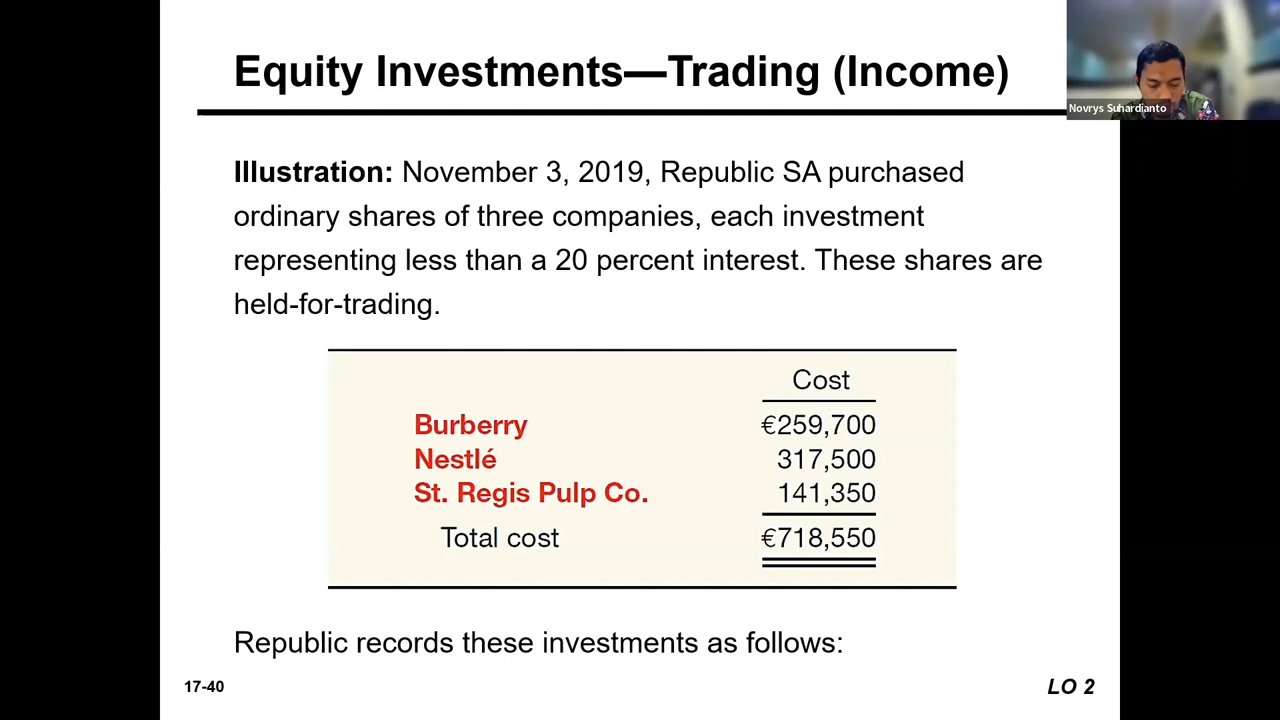 Equity Investments—Trading (Income)
Novrys Suhardianto
Illustration: November 3, 2019, Republic SA purchased
ordinary shares of three companies, each investment
representing less than a 20 percent interest. These shares are
held-for-trading.
Cost
Burberry €259,700
Nestlé 317,500
St. Regis Pulp Co. 141,350
Total cost €718,550
Republic records these investments as follows:
17-40 LO 2